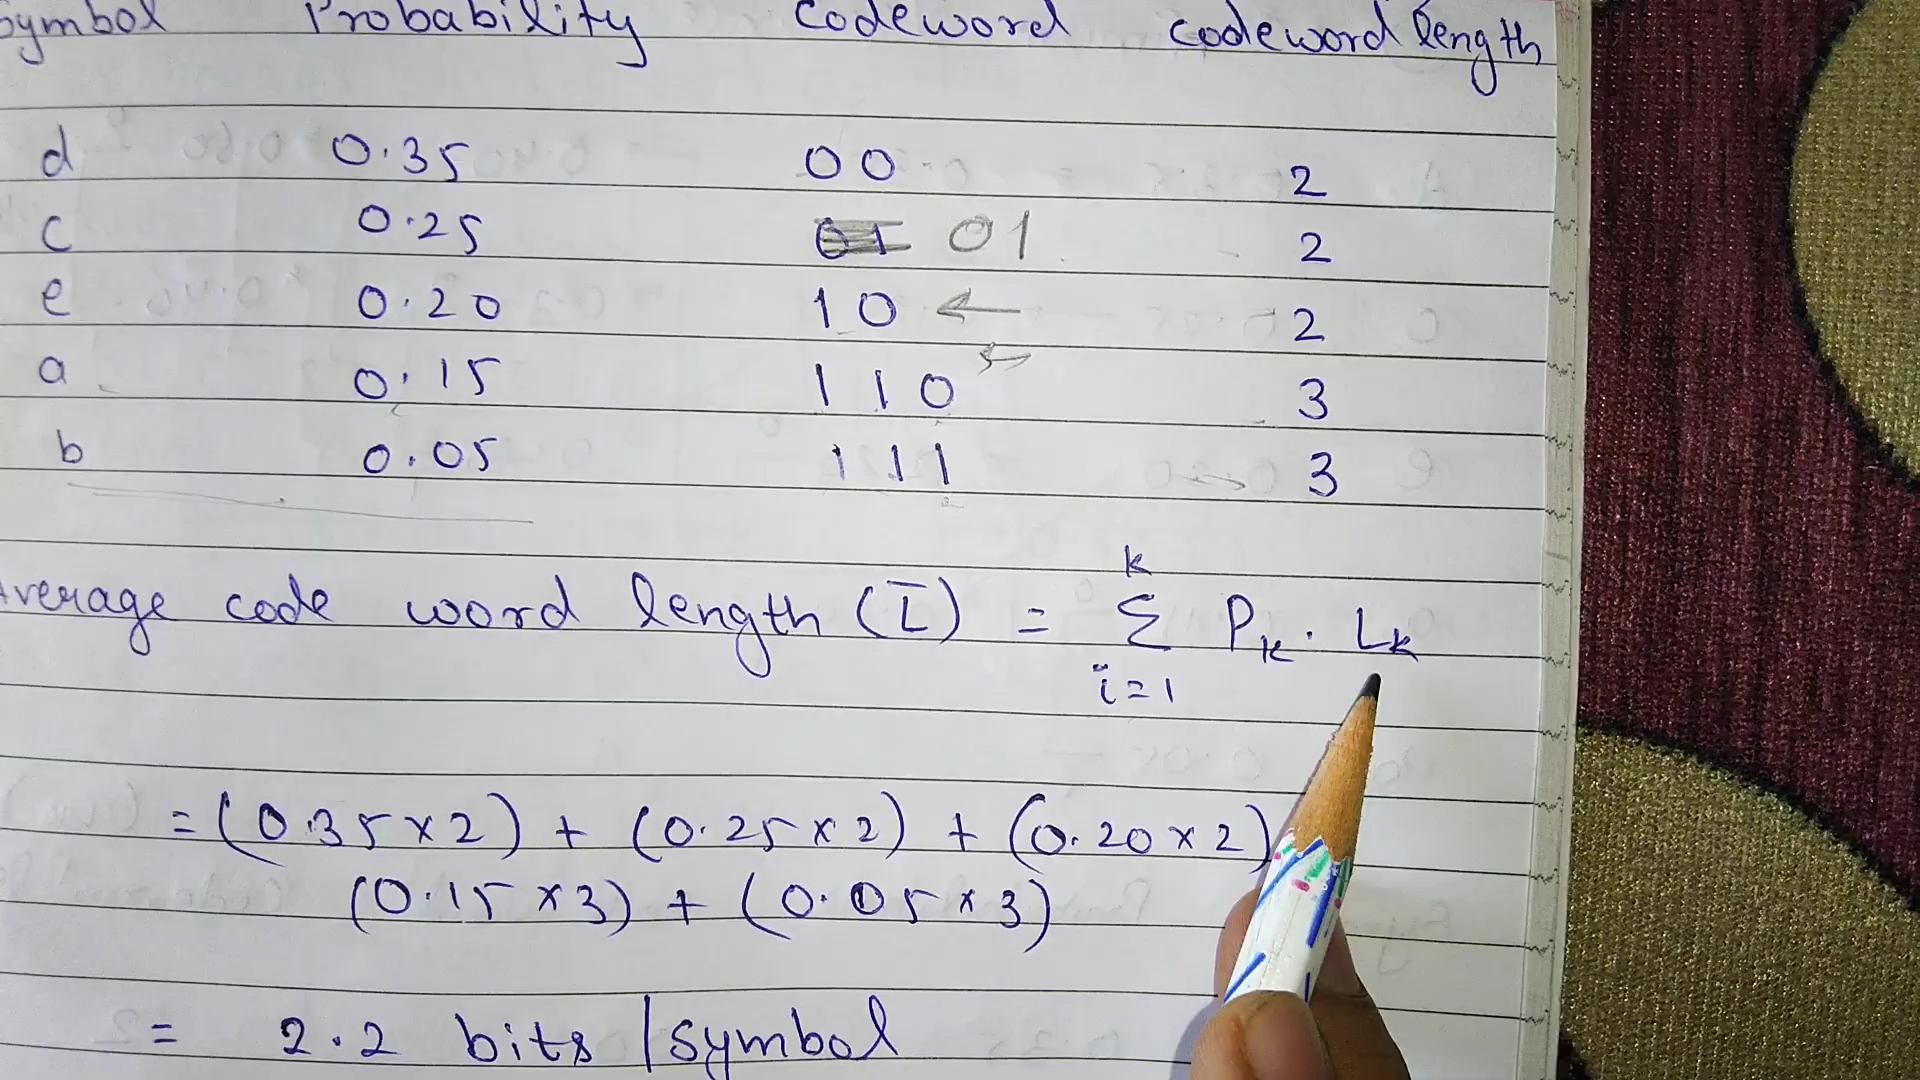 Symbol Probability Codeword Codeword length
d 0.35 00 2
c 0.25 01 01 2
e 0.20 10 ← 2
a 0.15 110 ← 3
b 0.05 111 3
Average code word length (L̅) = k Σ i=1 Pk . Lk
= (0.35 × 2) + (0.25 × 2) + (0.20 × 2)
(0.15 × 3) + (0.05 × 3)
= 2.2 bits / symbol